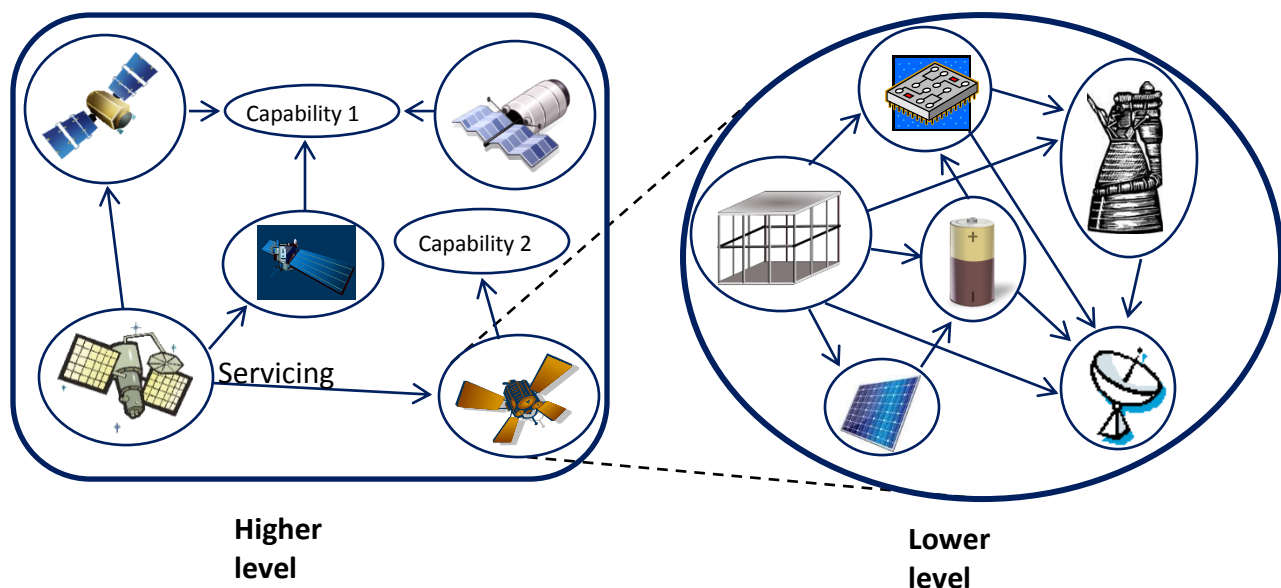 Capability 1
Capability 2
Servicing
Higher
level
Lower
level